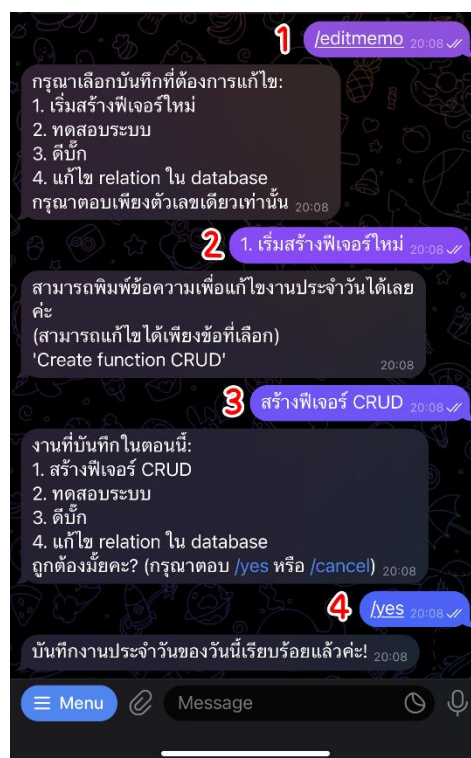 1
/editmemo 20:08
กรุณาเลือกบันทึกที่ต้องการแก้ไข:
1. เริ่มสร้างฟีเจอร์ใหม่
2. ทดสอบระบบ
3. ดีบั๊ก
4. แก้ไข relation ใน database
กรุณาตอบเพียงตัวเลขเดียวเท่านั้น 20:08
2
1. เริ่มสร้างฟีเจอร์ใหม่ 20:08
สามารถพิมพ์ข้อความเพื่อแก้ไขงานประจำวันได้เลย
ค่ะ
(สามารถแก้ไขได้เพียงข้อที่เลือก)
'Create function CRUD'
20:08
3
สร้างฟีเจอร์ CRUD 20:08
งานที่บันทึกในตอนนี้:
1. สร้างฟีเจอร์ CRUD
2. ทดสอบระบบ
3. ดีบั๊ก
4. แก้ไข relation ใน database
ถูกต้องมั้ยคะ? (กรุณาตอบ /yes หรือ /cancel) 20:08
4
/yes 20:08
บันทึกงานประจำวันของวันนี้เรียบร้อยแล้วค่ะ! 20:08
Menu
Message